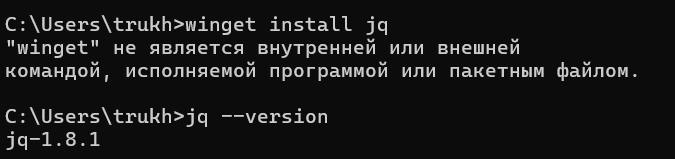 C:\Users\trukh>winget install jq
"winget" не является внутренней или внешней
командой, исполняемой программой или пакетным файлом.
C:\Users\trukh>jq --version
jq-1.8.1